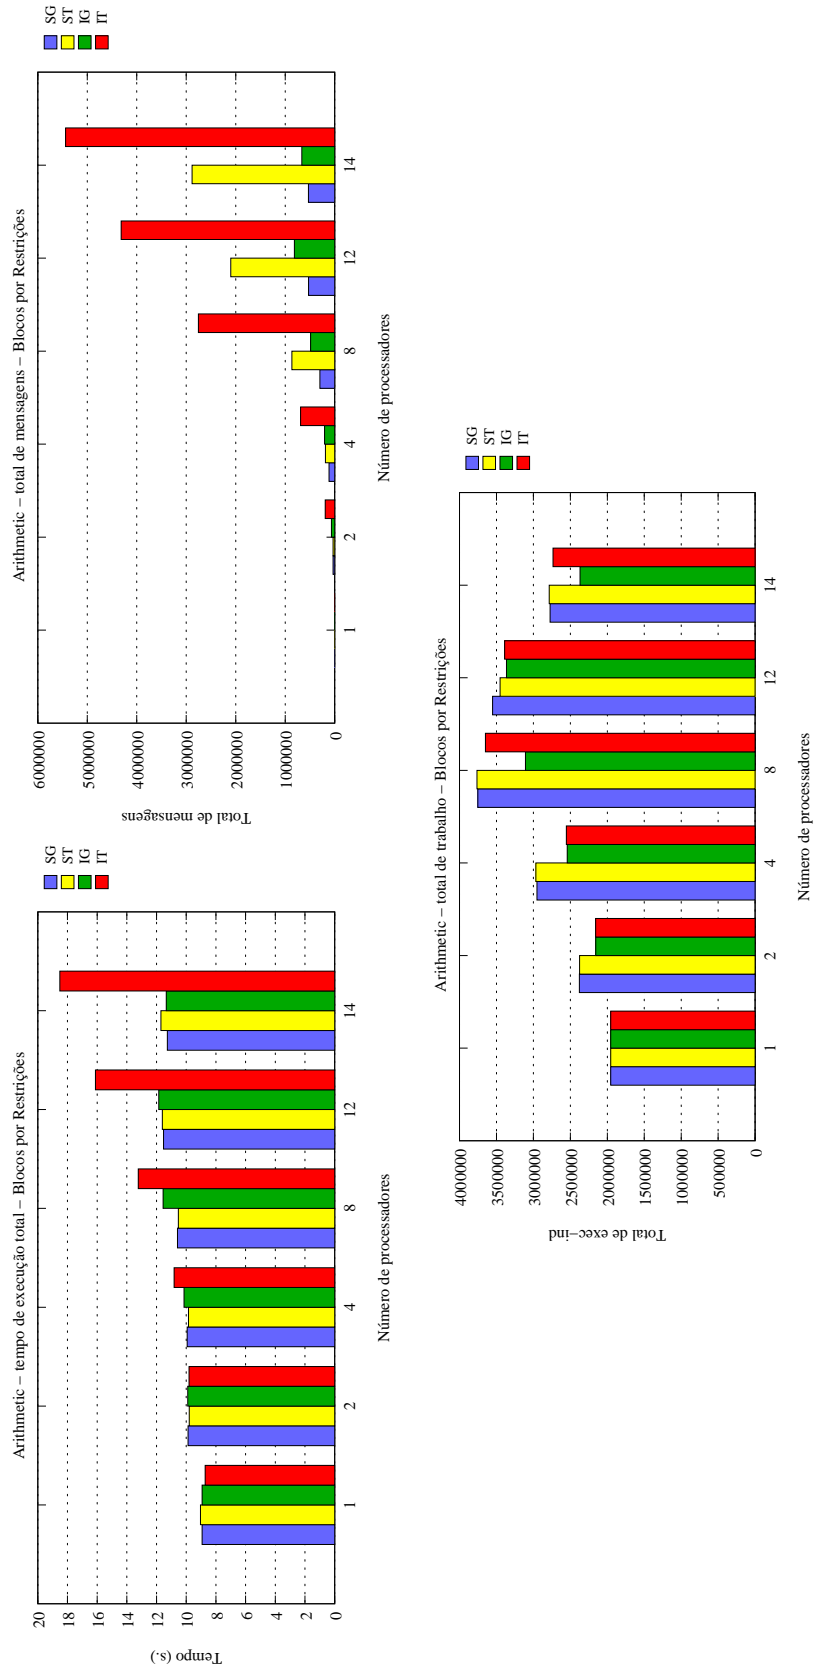 Arithmetic – tempo de execução total – Blocos por Restrições
Tempo (s.)
20
18
16
14
12
10
8
6
4
2
0
1
2
4
8
12
14
Número de processadores
SG
ST
IG
IT
Arithmetic – total de mensagens – Blocos por Restrições
Total de mensagens
6000000
5000000
4000000
3000000
2000000
1000000
0
1
2
4
8
12
14
Número de processadores
SG
ST
IG
IT
Arithmetic – total de trabalho – Blocos por Restrições
Total de exec–ind
4000000
3500000
3000000
2500000
2000000
1500000
1000000
500000
0
1
2
4
8
12
14
Número de processadores
SG
ST
IG
IT